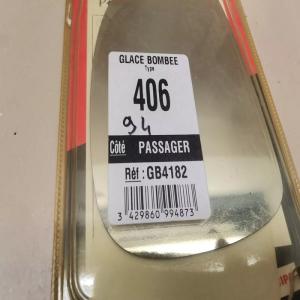 GLACE BOMBEE
Type
406
94
Côté PASSAGER
Réf : GB4182
3 429860 994873